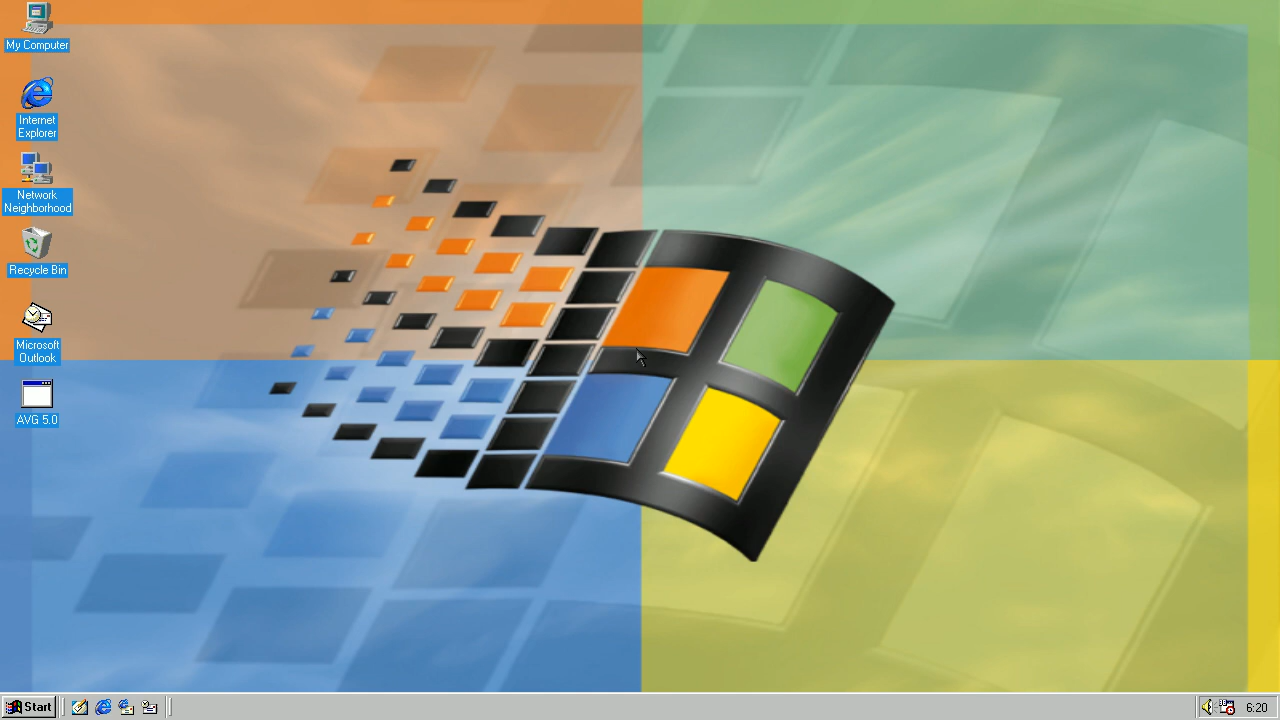 My Computer
Internet
Explorer
Network
Neighborhood
Recycle Bin
Microsoft
Outlook
AVG 5.0
Start
6:20